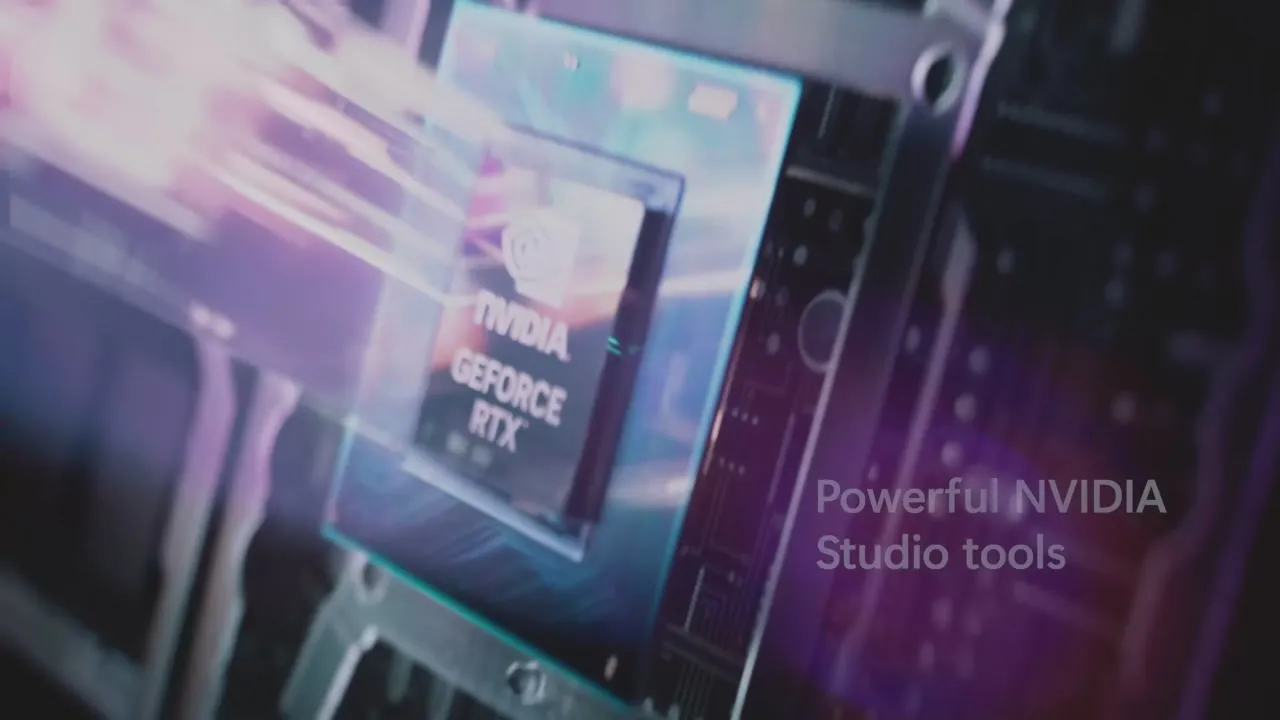 NVIDIA
GEFORCE
RTX
Powerful NVIDIA
Studio tools